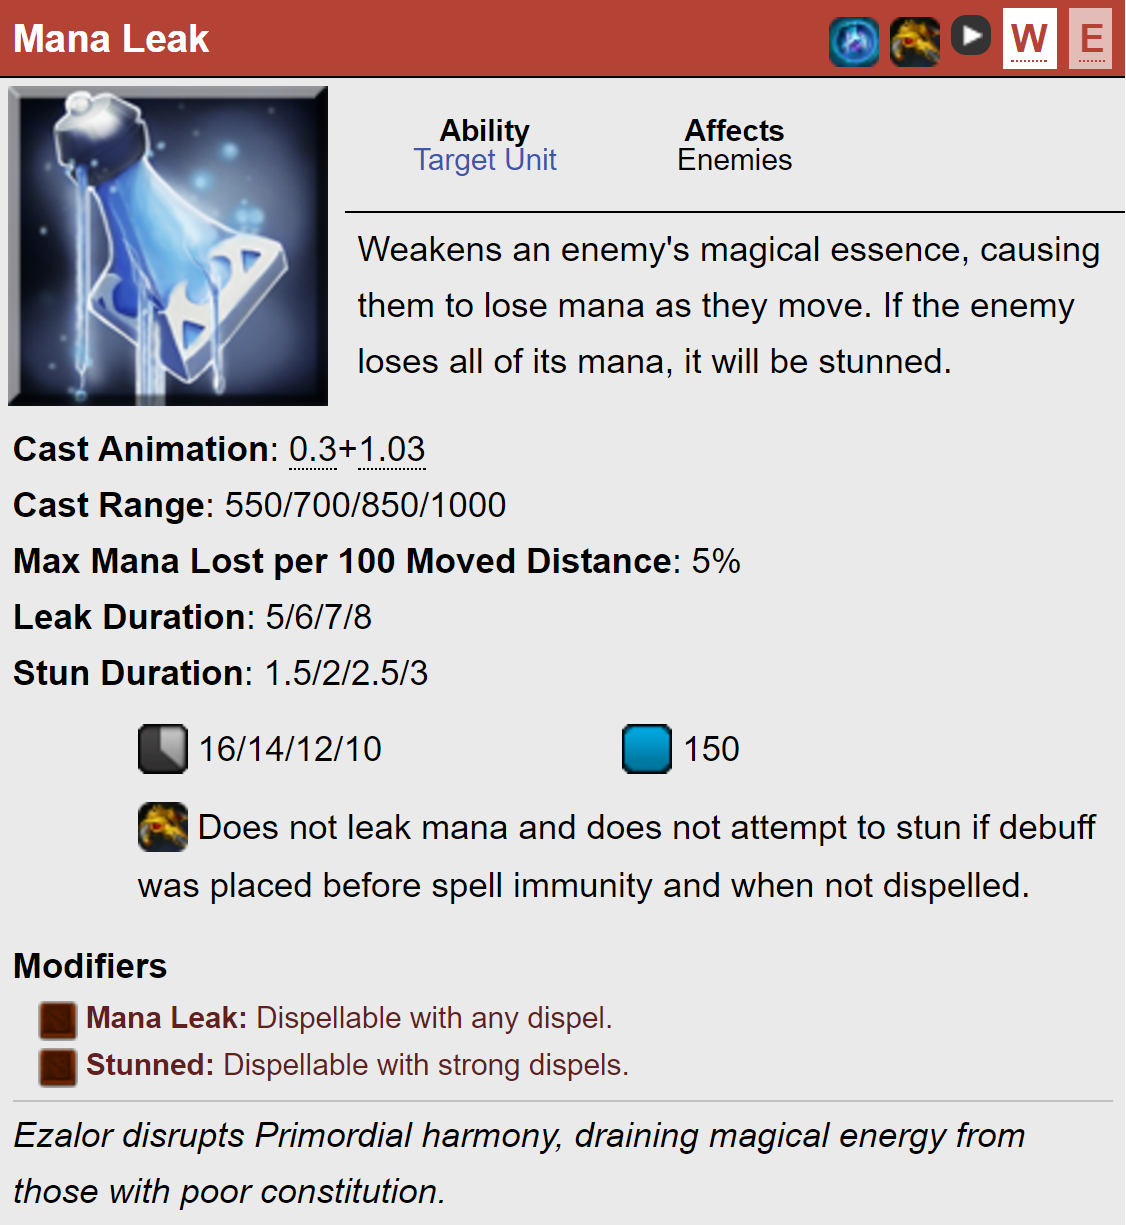 Mana Leak
W E
Ability
Target Unit
Affects
Enemies
Weakens an enemy's magical essence, causing
them to lose mana as they move. If the enemy
loses all of its mana, it will be stunned.
Cast Animation: 0.3+1.03
Cast Range: 550/700/850/1000
Max Mana Lost per 100 Moved Distance: 5%
Leak Duration: 5/6/7/8
Stun Duration: 1.5/2/2.5/3
16/14/12/10
150
Does not leak mana and does not attempt to stun if debuff
was placed before spell immunity and when not dispelled.
Modifiers
Mana Leak: Dispellable with any dispel.
Stunned: Dispellable with strong dispels.
Ezalor disrupts Primordial harmony, draining magical energy from
those with poor constitution.